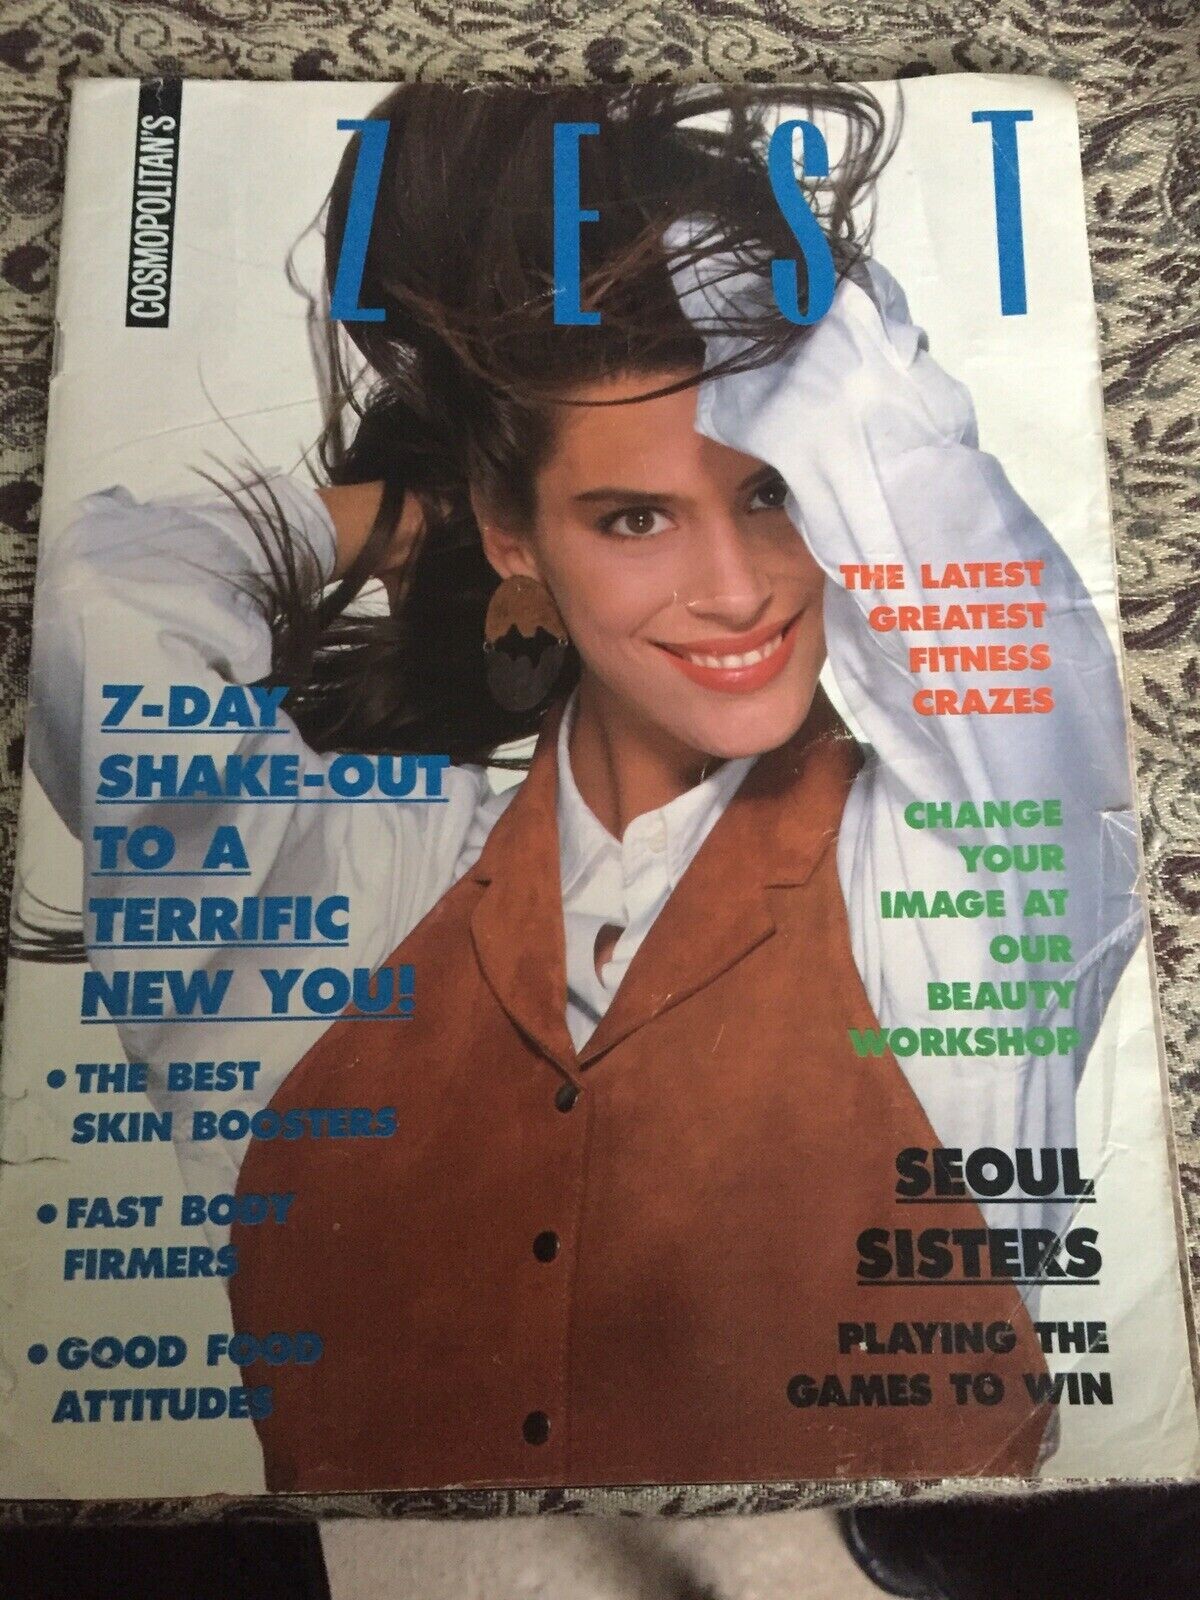 COSMOPOLITAN'S
ZEST
THE LATEST
GREATEST
FITNESS
CRAZES
7-DAY
SHAKE-OUT
TO A
TERRIFIC
NEW YOU!
• THE BEST
SKIN BOOSTERS
• FAST BODY
FIRMERS
• GOOD FOOD
ATTITUDES
CHANGE
YOUR
IMAGE AT
OUR
BEAUTY
WORKSHOP
SEOUL
SISTERS
PLAYING THE
GAMES TO WIN